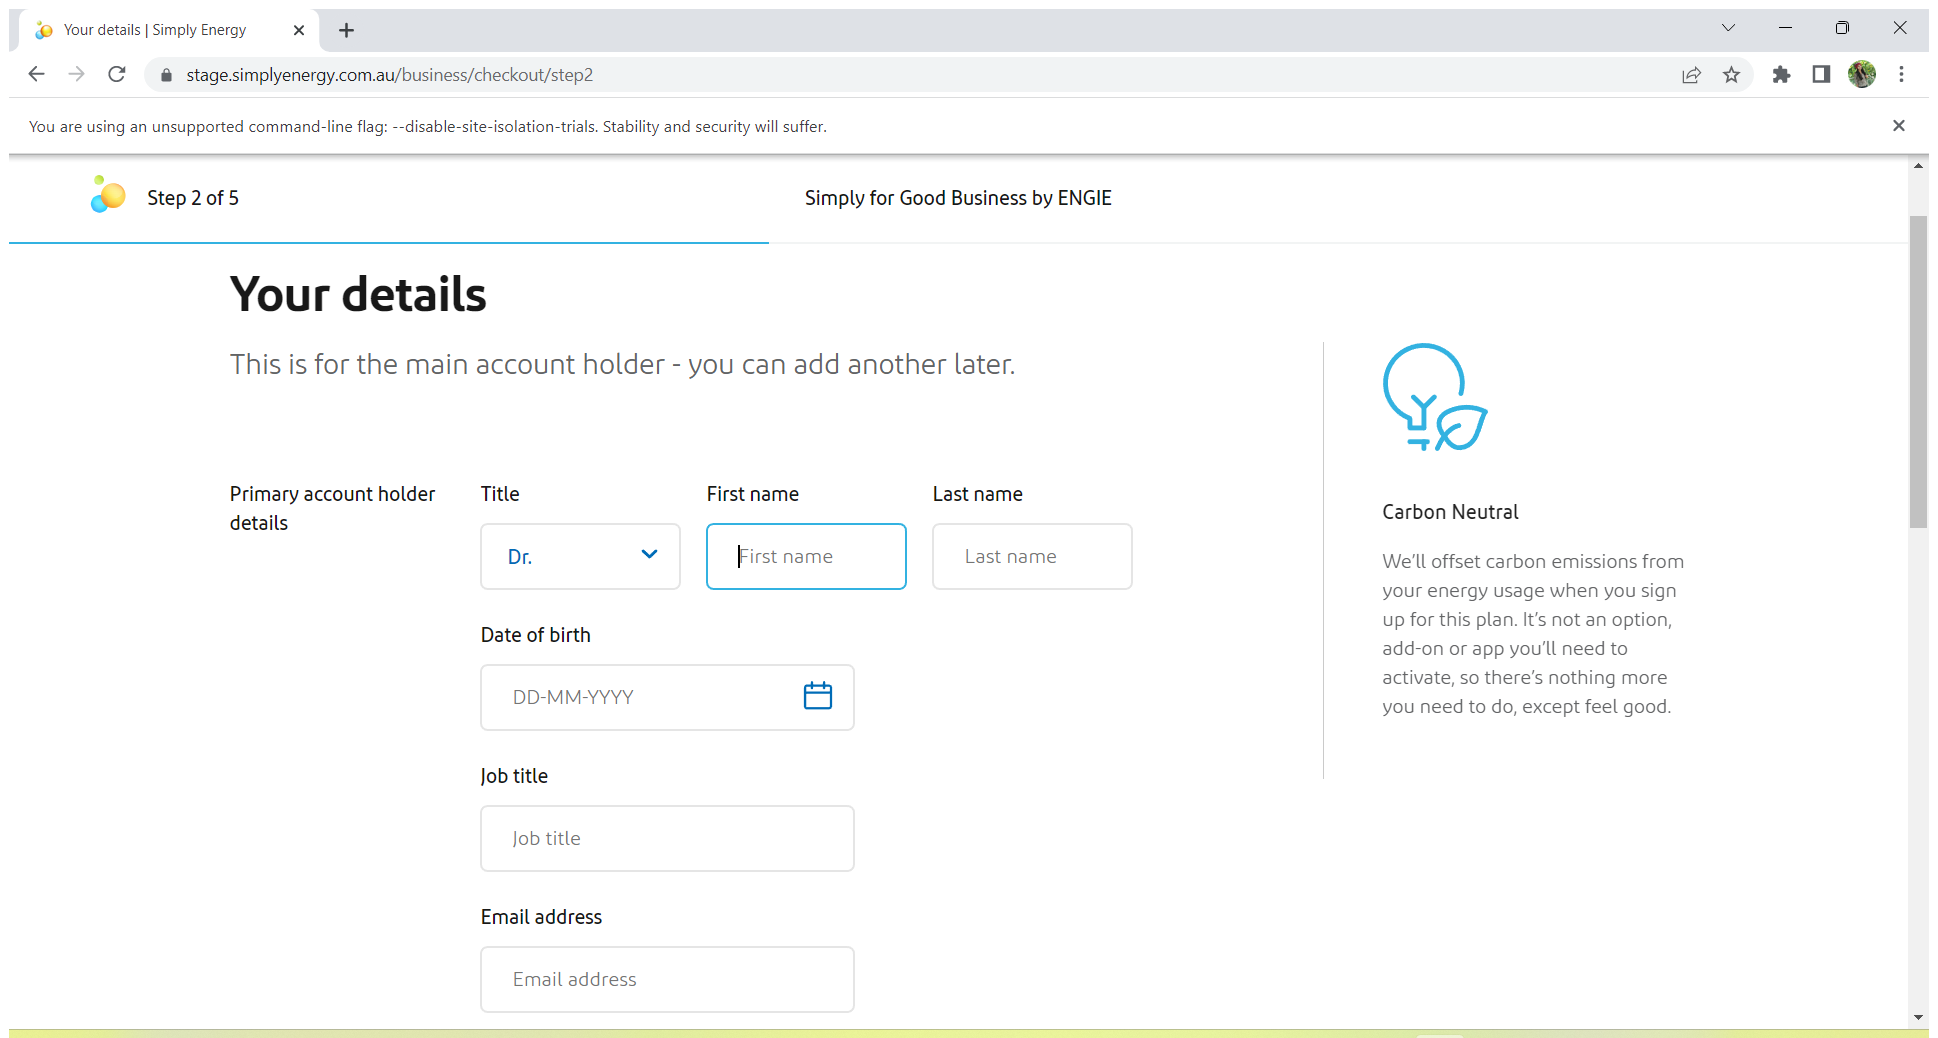 Your details | Simply Energy
stage.simplyenergy.com.au/business/checkout/step2
You are using an unsupported command-line flag: --disable-site-isolation-trials. Stability and security will suffer.
Step 2 of 5
Simply for Good Business by ENGIE
Your details
This is for the main account holder - you can add another later.
Primary account holder
details
Title
First name
Last name
Dr.
First name
Last name
Date of birth
DD-MM-YYYY
Job title
Job title
Email address
Email address
Carbon Neutral
We’ll offset carbon emissions from
your energy usage when you sign
up for this plan. It’s not an option,
add-on or app you’ll need to
activate, so there’s nothing more
you need to do, except feel good.